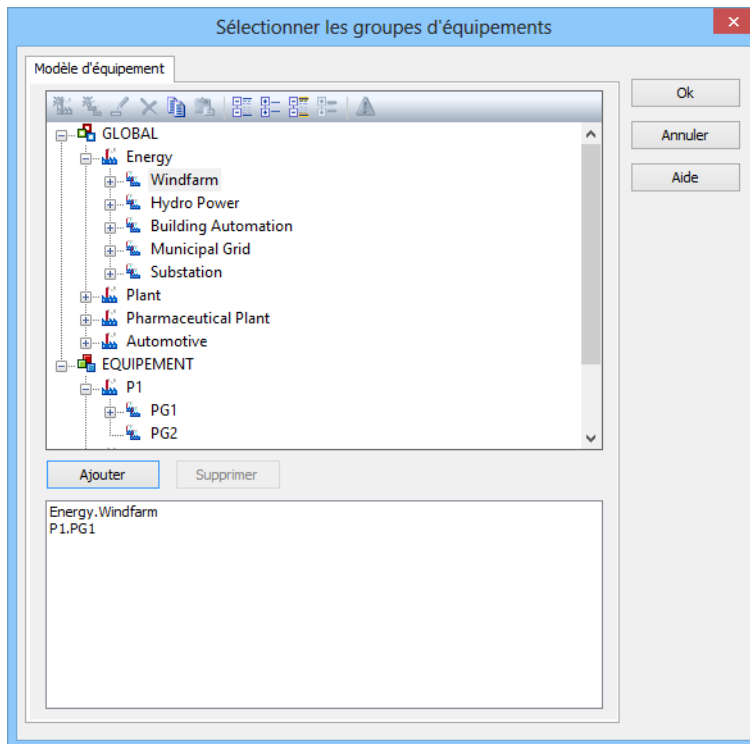 Sélectionner les groupes d'équipements
Modèle d'équipement
GLOBAL
Energy
Windfarm
Hydro Power
Building Automation
Municipal Grid
Substation
Plant
Pharmaceutical Plant
Automotive
EQUIPEMENT
P1
PG1
PG2
Ajouter
Supprimer
Energy.Windfarm
P1.PG1
Ok
Annuler
Aide